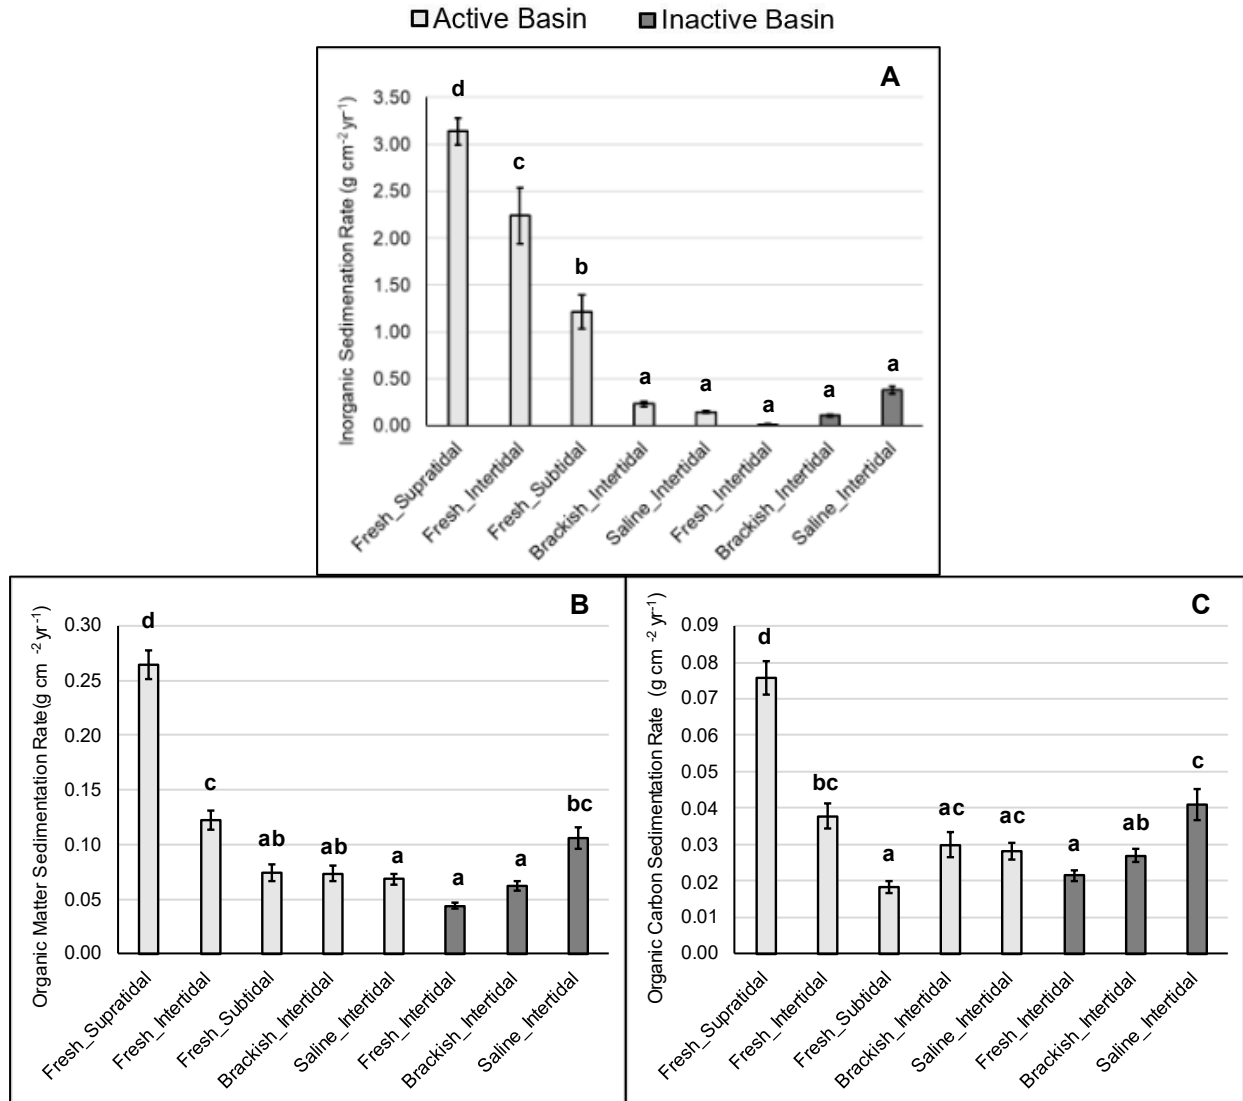 Active Basin Inactive Basin
A
Inorganic Sedimenation Rate (g cm-2 yr-1)
3.50
3.00
2.50
2.00
1.50
1.00
0.50
0.00
d
c
b
a
a
a
a
a
Fresh_Supratidal
Fresh_Intertidal
Fresh_Subtidal
Brackish_Intertidal
Saline_Intertidal
Fresh_Intertidal
Brackish_Intertidal
Saline_Intertidal
B
Organic Matter Sedimentation Rate(g cm -2 yr-1)
0.30
0.25
0.20
0.15
0.10
0.05
0.00
d
c
ab
ab
a
a
a
bc
Fresh_Supratidal
Fresh_Intertidal
Fresh_Subtidal
Brackish_Intertidal
Saline_Intertidal
Fresh_Intertidal
Brackish_Intertidal
Saline_Intertidal
C
Organic Carbon Sedimentation Rate (g cm -2 yr-1)
0.09
0.08
0.07
0.06
0.05
0.04
0.03
0.02
0.01
0.00
d
bc
a
ac
ac
a
ab
c
Fresh_Supratidal
Fresh_Intertidal
Fresh_Subtidal
Brackish_Intertidal
Saline_Intertidal
Fresh_Intertidal
Brackish_Intertidal
Saline_Intertidal